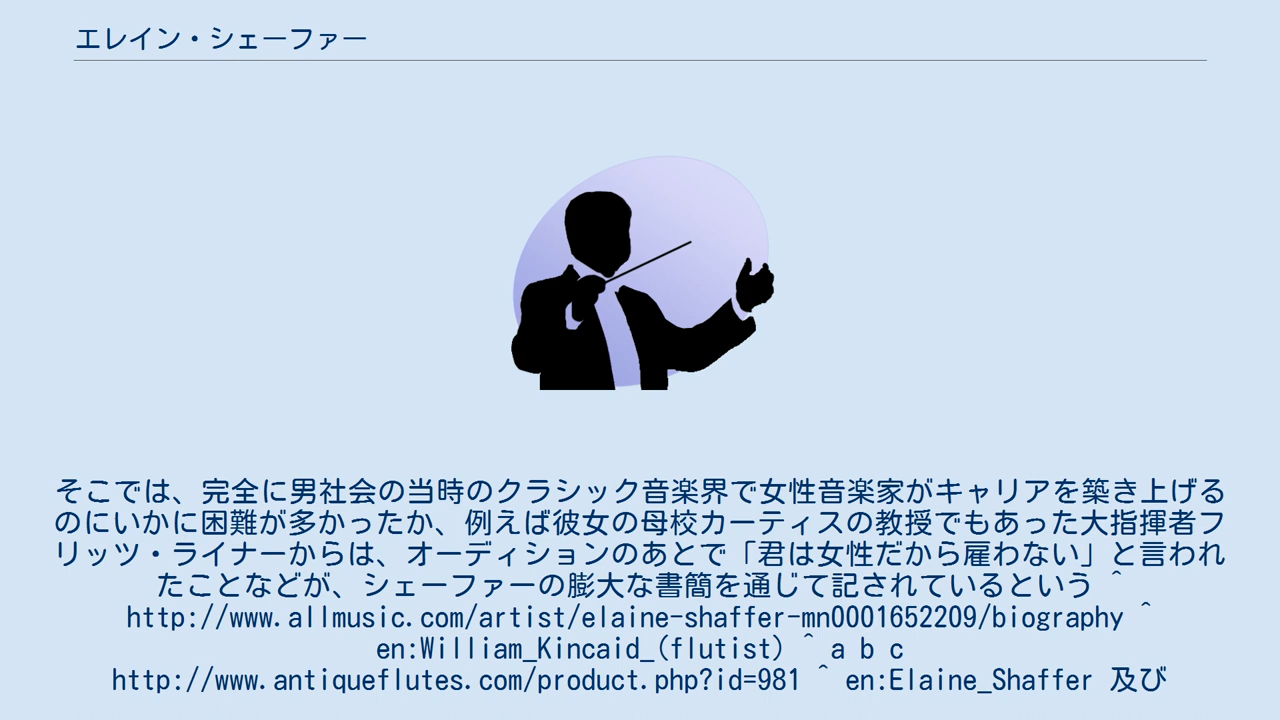 エレイン・シェーファー
そこでは、完全に男社会の当時のクラシック音楽界で女性音楽家がキャリアを築き上げる
のにいかに困難が多かったか、例えば彼女の母校カーティスの教授でもあった大指揮者フ
リッツ・ライナーからは、オーディションのあとで「君は女性だから雇わない」と言われ
たことなどが、シェーファーの膨大な書簡を通じて記されているという ^
http://www.allmusic.com/artist/elaine-shaffer-mn0001652209/biography ^
en:William_Kincaid_(flutist) ^ a b c
http://www.antiqueflutes.com/product.php?id=981 ^ en:Elaine_Shaffer 及び